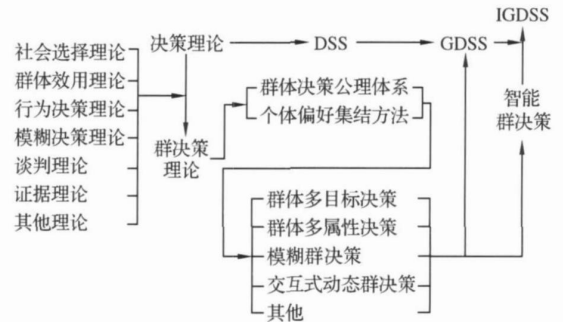 IGDSS
决策理论
DSS
GDSS
社会选择理论
群体效用理论
行为决策理论
模糊决策理论
谈判理论
证据理论
其他理论
群决策
理论
群体决策公理体系
个体偏好集结方法
智能
群决策
群体多目标决策
群体多属性决策
模糊群决策
交互式动态群决策
其他